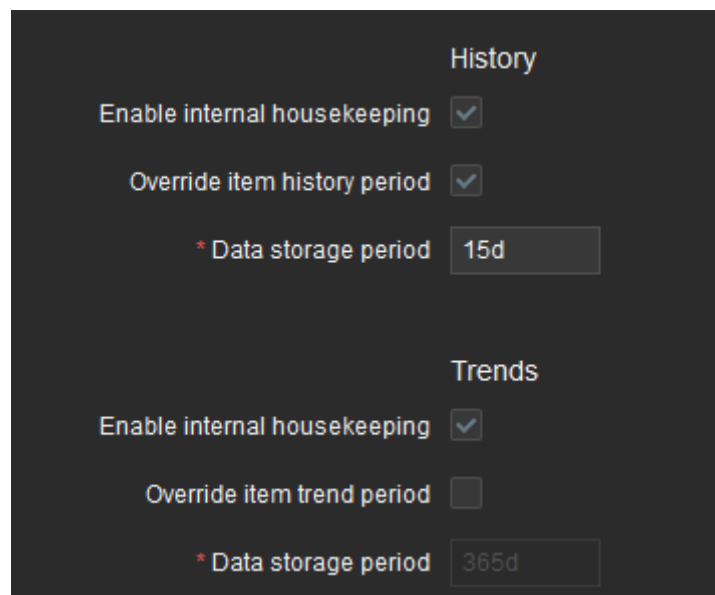 History
Enable internal housekeeping
Override item history period
* Data storage period 15d
Trends
Enable internal housekeeping
Override item trend period
* Data storage period 365d